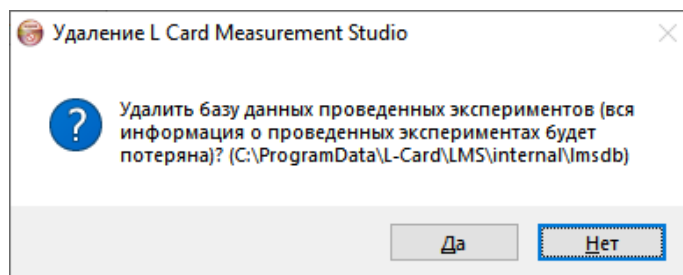 Удаление L Card Measurement Studio
Удалить базу данных проведенных экспериментов (вся
информация о проведенных экспериментах будет
потеряна)? (C:\ProgramData\L-Card\LMS\internal\lmsdb)
Да
Нет